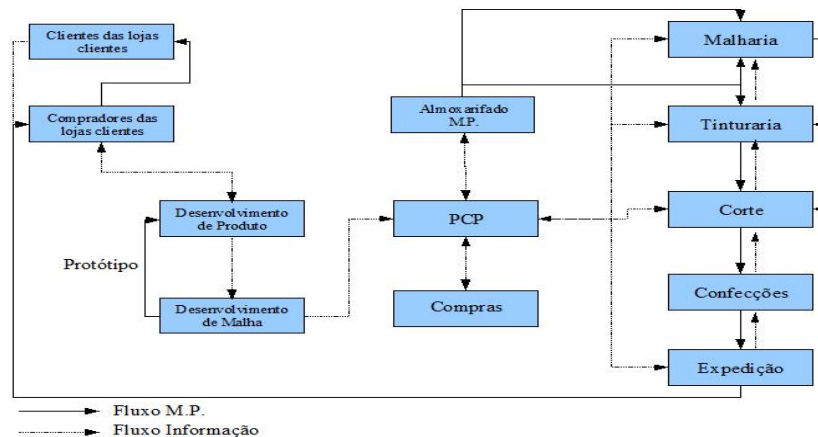 Clientes das lojas
clientes
Malharia
Almoxarifado
M.P.
Compradores das
lojas clientes
Tinturaria
Desenvolvimento
de Produto
PCP
Corte
Protótipo
Desenvolvimento
de Malha
Compras
Confecções
Expedição
Fluxo M.P.
Fluxo Informação